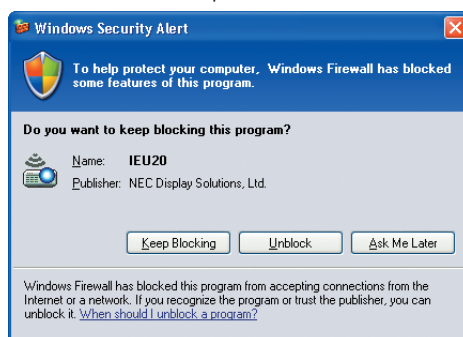 Windows Security Alert
To help protect your computer, Windows Firewall has blocked
some features of this program.
Do you want to keep blocking this program?
Name: IEU20
Publisher: NEC Display Solutions, Ltd.
Keep Blocking Unblock Ask Me Later
Windows Firewall has blocked this program from accepting connections from the
Internet or a network. If you recognize the program or trust the publisher, you can
unblock it. When should I unblock a program?